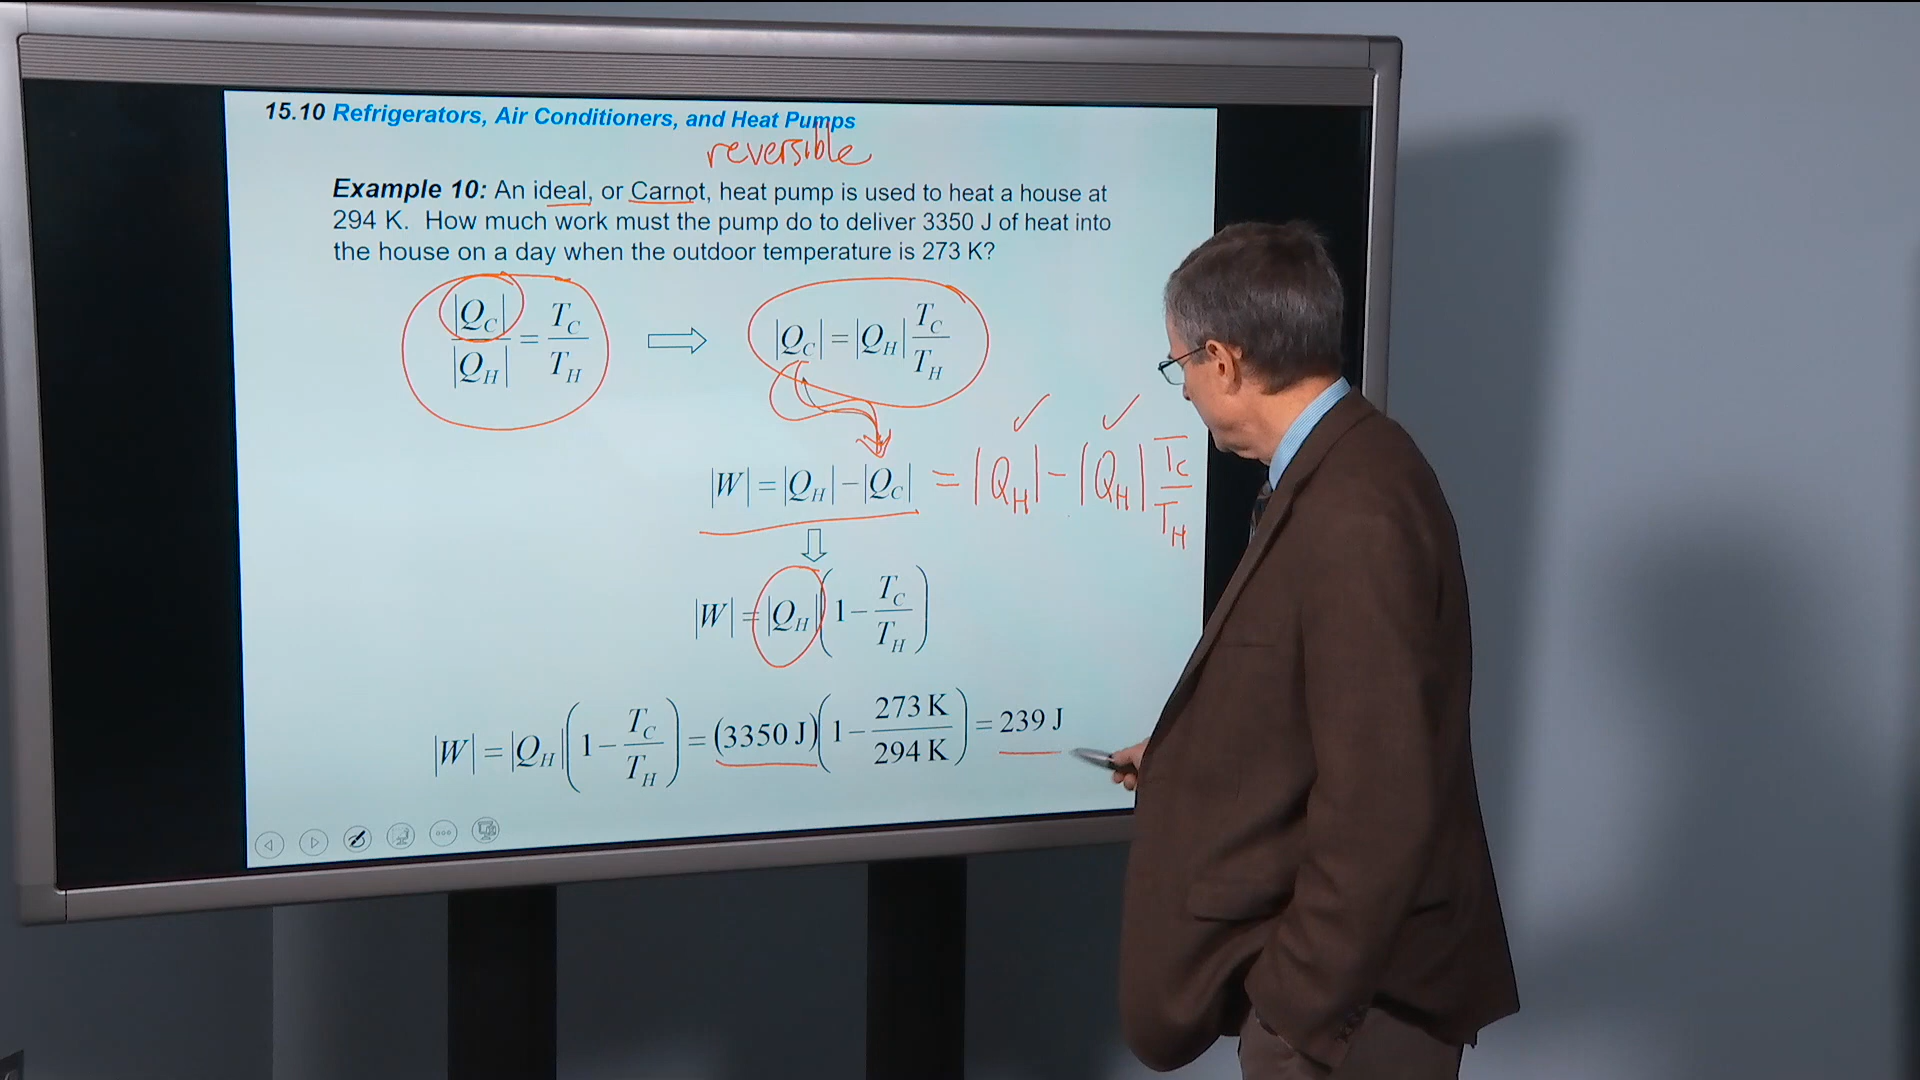 15.10 Refrigerators, Air Conditioners, and Heat Pumps
reversible
Example 10: An ideal, or Carnot, heat pump is used to heat a house at
294 K. How much work must the pump do to deliver 3350 J of heat into
the house on a day when the outdoor temperature is 273 K?
|Q_C| / |Q_H| = T_C / T_H ⇒ |Q_C| = |Q_H| T_C / T_H
✓ ✓
|W| = |Q_H| − |Q_C| = |Q_H| − |Q_H| T_C / T_H
⇓
|W| = |Q_H| (1 − T_C / T_H)
|W| = |Q_H| (1 − T_C / T_H) = (3350 J) (1 − 273 K / 294 K) = 239 J